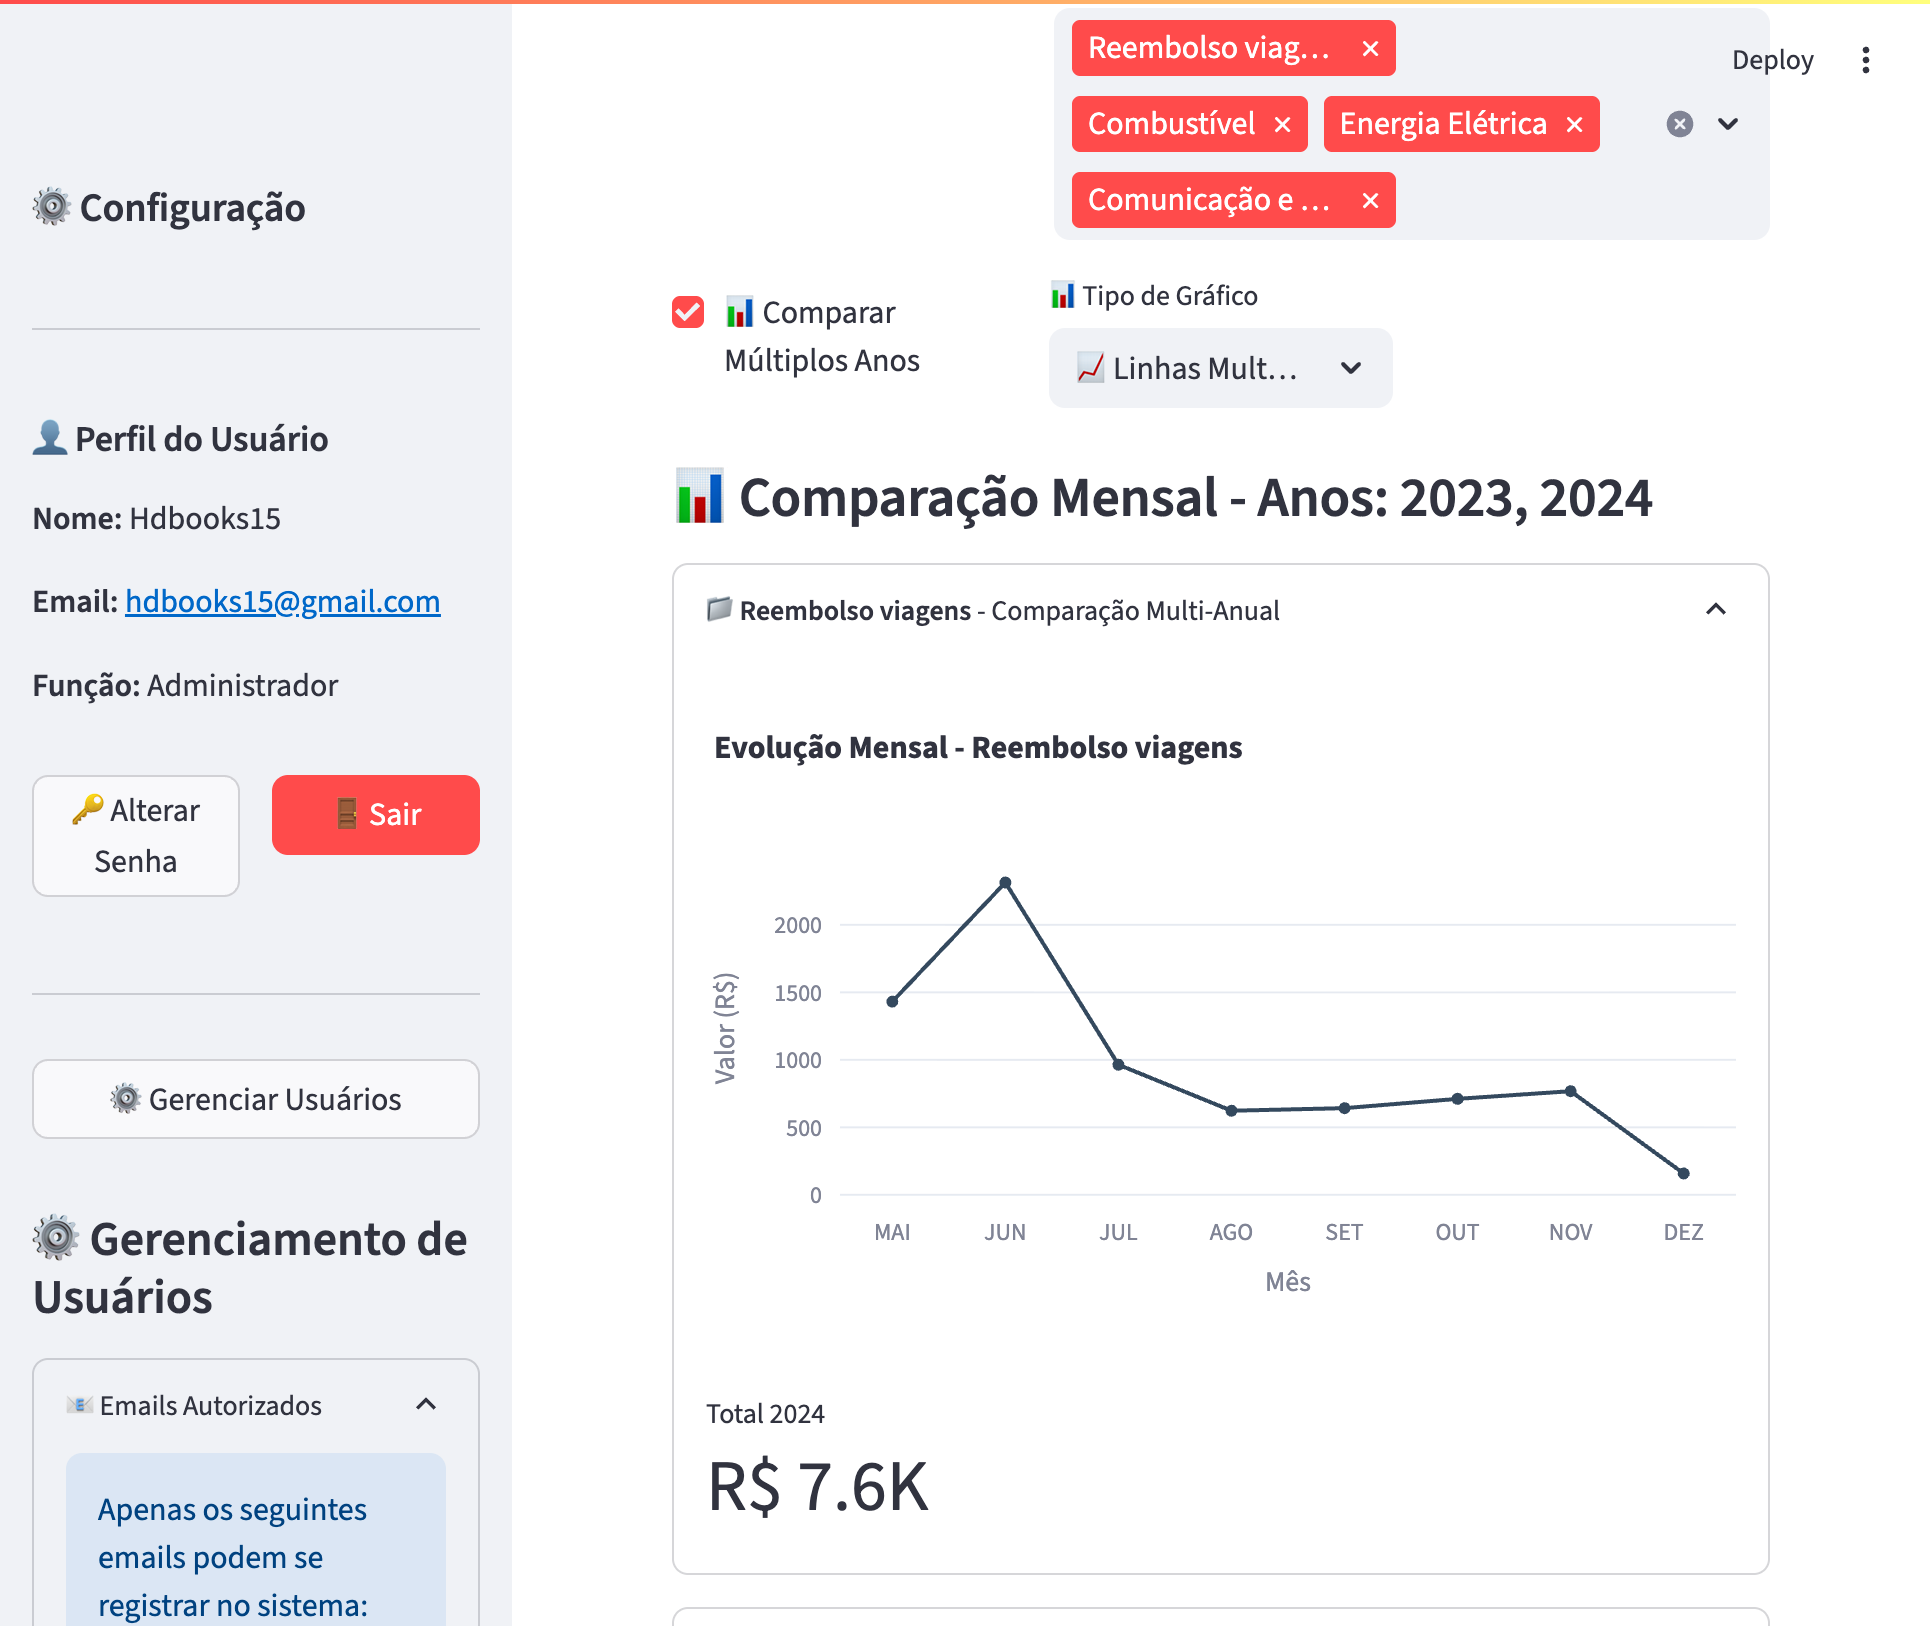 Configuração
Perfil do Usuário
Nome: Hdbooks15
Email: hdbooks15@gmail.com
Função: Administrador
Alterar
Senha
Sair
Gerenciar Usuários
Gerenciamento de
Usuários
Emails Autorizados
Apenas os seguintes
emails podem se
registrar no sistema:
Deploy
Reembolso viag...
Combustível
Energia Elétrica
Comunicação e ...
Comparar
Múltiplos Anos
Tipo de Gráfico
Linhas Mult...
Comparação Mensal - Anos: 2023, 2024
Reembolso viagens - Comparação Multi-Anual
Evolução Mensal - Reembolso viagens
Valor (R$)
2000
1500
1000
500
0
MAI JUN JUL AGO SET OUT NOV DEZ
Mês
Total 2024
R$ 7.6K